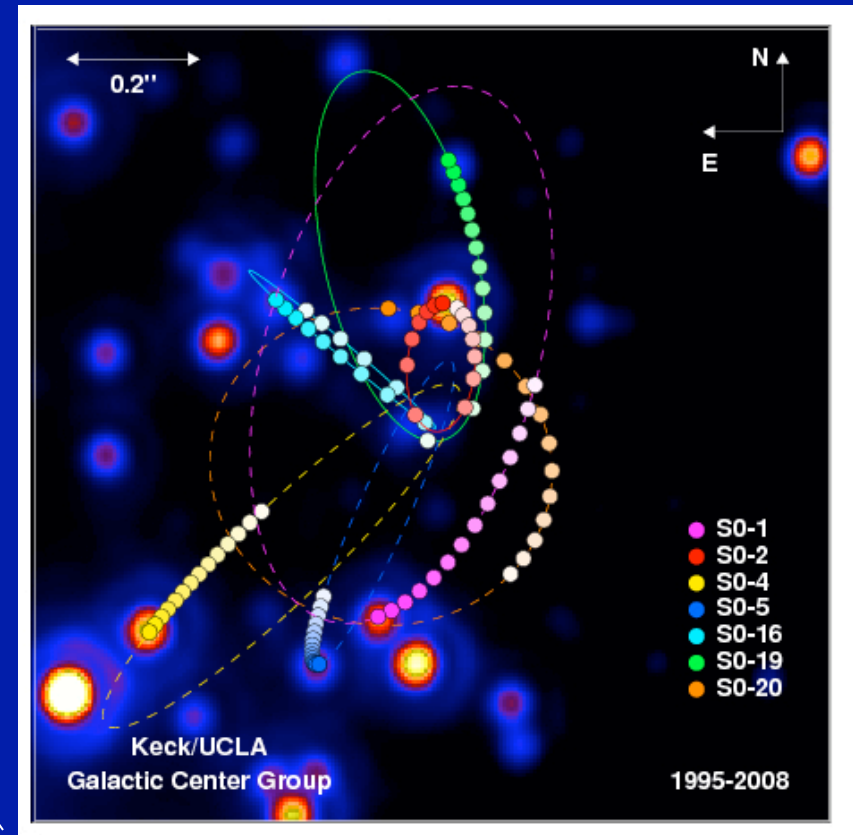 0.2"
N
E
S0-1
S0-2
S0-4
S0-5
S0-16
S0-19
S0-20
Keck/UCLA
Galactic Center Group
1995-2008